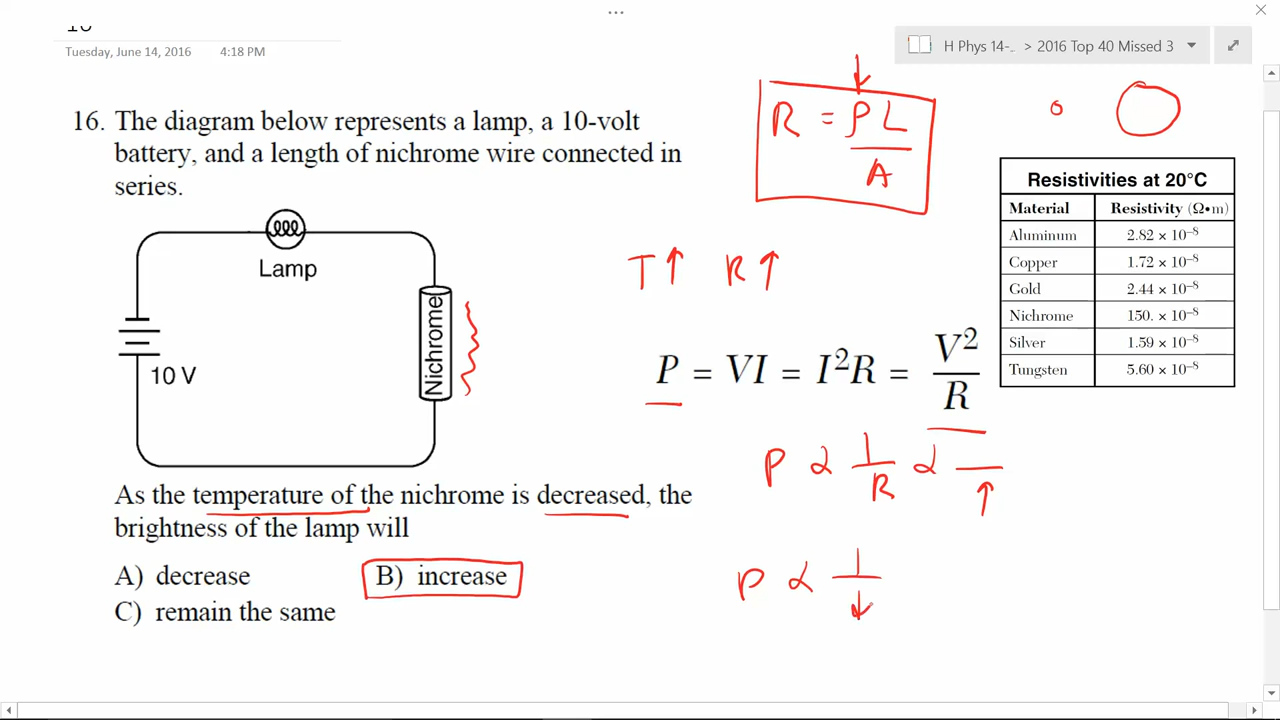 ...
16
Tuesday, June 14, 2016 4:18 PM
H Phys 14-.. > 2016 Top 40 Missed 3
16. The diagram below represents a lamp, a 10-volt
battery, and a length of nichrome wire connected in
series.
Lamp
Nichrome
10 V
R = ρL / A
T↑ R↑
P = VI = I²R = V²/R
P ∝ 1/R ∝ —/↑
P ∝ 1/↓
Resistivities at 20°C
Material Resistivity (Ω•m)
Aluminum 2.82 × 10⁻⁸
Copper 1.72 × 10⁻⁸
Gold 2.44 × 10⁻⁸
Nichrome 150. × 10⁻⁸
Silver 1.59 × 10⁻⁸
Tungsten 5.60 × 10⁻⁸
As the temperature of the nichrome is decreased, the
brightness of the lamp will
A) decrease B) increase
C) remain the same